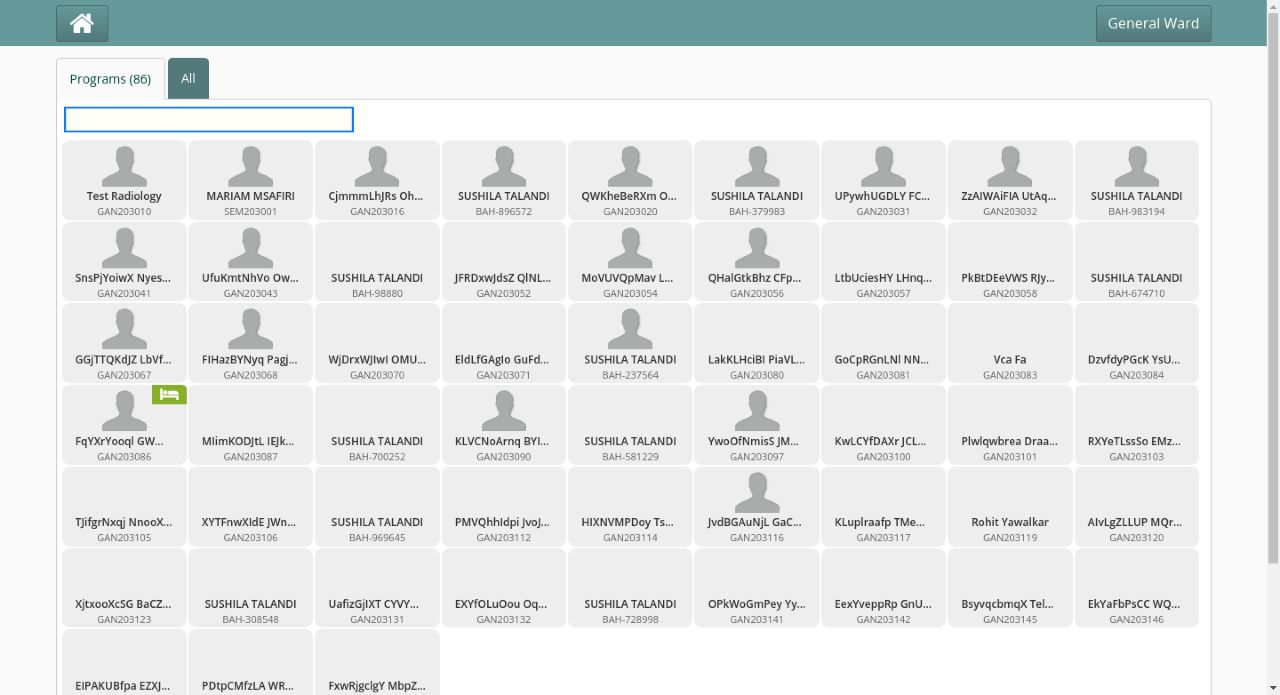 General Ward
Programs (86)
All
Test Radiology
GAN203010
MARIAM MSAFIRI
SEM203001
CjmmmLhJRs Oh...
GAN203016
SUSHILA TALANDI
BAH-896572
QWKheBeRXm O...
GAN203020
SUSHILA TALANDI
BAH-379983
UPywhUGDLY FC...
GAN203031
ZzAIWAiFIA UtAq...
GAN203032
SUSHILA TALANDI
BAH-983194
SnsPjYoiwX Nyes...
GAN203041
UfuKmtNhVo Ow...
GAN203043
SUSHILA TALANDI
BAH-98880
JFRDxwJdsZ QlNL...
GAN203052
MoVUVQpMav L...
GAN203054
QHalGtkBhz CFp...
GAN203056
LtbUciesHY LHnq...
GAN203057
PkBtDEeVWS RJy...
GAN203058
SUSHILA TALANDI
BAH-674710
GGjTTQKdJZ LbVf...
GAN203067
FIHazBYNyq Pagj...
GAN203068
WjDrxWJIwI OMU...
GAN203070
EldLfGAgIo GuFd...
GAN203071
SUSHILA TALANDI
BAH-237564
LakKLHciBI PiaVL...
GAN203080
GoCpRGnLNl NN...
GAN203081
Vca Fa
GAN203083
DzvfdyPGcK YsU...
GAN203084
FqYXrYooql GW...
GAN203086
MIimKODJtL IEJk...
GAN203087
SUSHILA TALANDI
BAH-700252
KLVCNoArnq BYI...
GAN203090
SUSHILA TALANDI
BAH-581229
YwoOfNmisS JM...
GAN203097
KwLCYfDAXr JCL...
GAN203100
Plwlqwbrea Draa...
GAN203101
RXYeTLssSo EMz...
GAN203103
TJifgrNxqj NnooX...
GAN203105
XYTFnwXIdE JWn...
GAN203106
SUSHILA TALANDI
BAH-969645
PMVQhhIdpi JvoJ...
GAN203112
HIXNVMPDoy Ts...
GAN203114
JvdBGAuNjL GaC...
GAN203116
KLuplraafp TMe...
GAN203117
Rohit Yawalkar
GAN203119
AIvLgZLLUP MQr...
GAN203120
XjtxooXcSG BaCZ...
GAN203123
SUSHILA TALANDI
BAH-308548
UafizGjIXT CYVY...
GAN203131
EXYfOLuOou Oq...
GAN203132
SUSHILA TALANDI
BAH-728998
OPkWoGmPey Yy...
GAN203141
EexYveppRp GnU...
GAN203142
BsyvqcbmqX Tel...
GAN203145
EkYaFbPsCC WQ...
GAN203146
EIPAKUBfpa EZXJ...
PDtpCMfzLA WR...
FxwRjgclgY MbpZ...